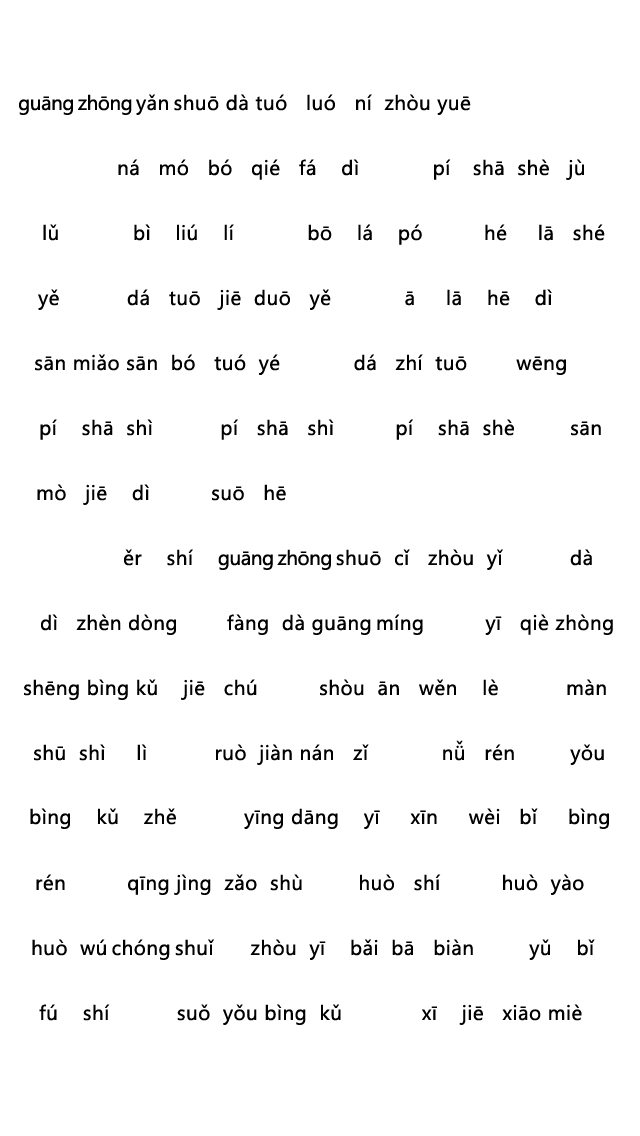 guāng zhōng yǎn shuō dà tuó luó ní zhòu yuē
ná mó bó qié fá dì pí shā shè jù
lǔ bì liú lí bō lá pó hé lā shé
yě dá tuō jiē duō yě ā lā hē dì
sān miǎo sān bó tuó yé dá zhí tuō wēng
pí shā shì pí shā shì pí shā shè sān
mò jiē dì suō hē
ěr shí guāng zhōng shuō cǐ zhòu yǐ dà
dì zhèn dòng fàng dà guāng míng yī qiè zhòng
shēng bìng kǔ jiē chú shòu ān wěn lè màn
shū shì lì ruò jiàn nán zǐ nǚ rén yǒu
bìng kǔ zhě yīng dāng yī xīn wèi bǐ bìng
rén qīng jìng zǎo shù huò shí huò yào
huò wú chóng shuǐ zhòu yī bǎi bā biàn yǔ bǐ
fú shí suǒ yǒu bìng kǔ xī jiē xiāo miè